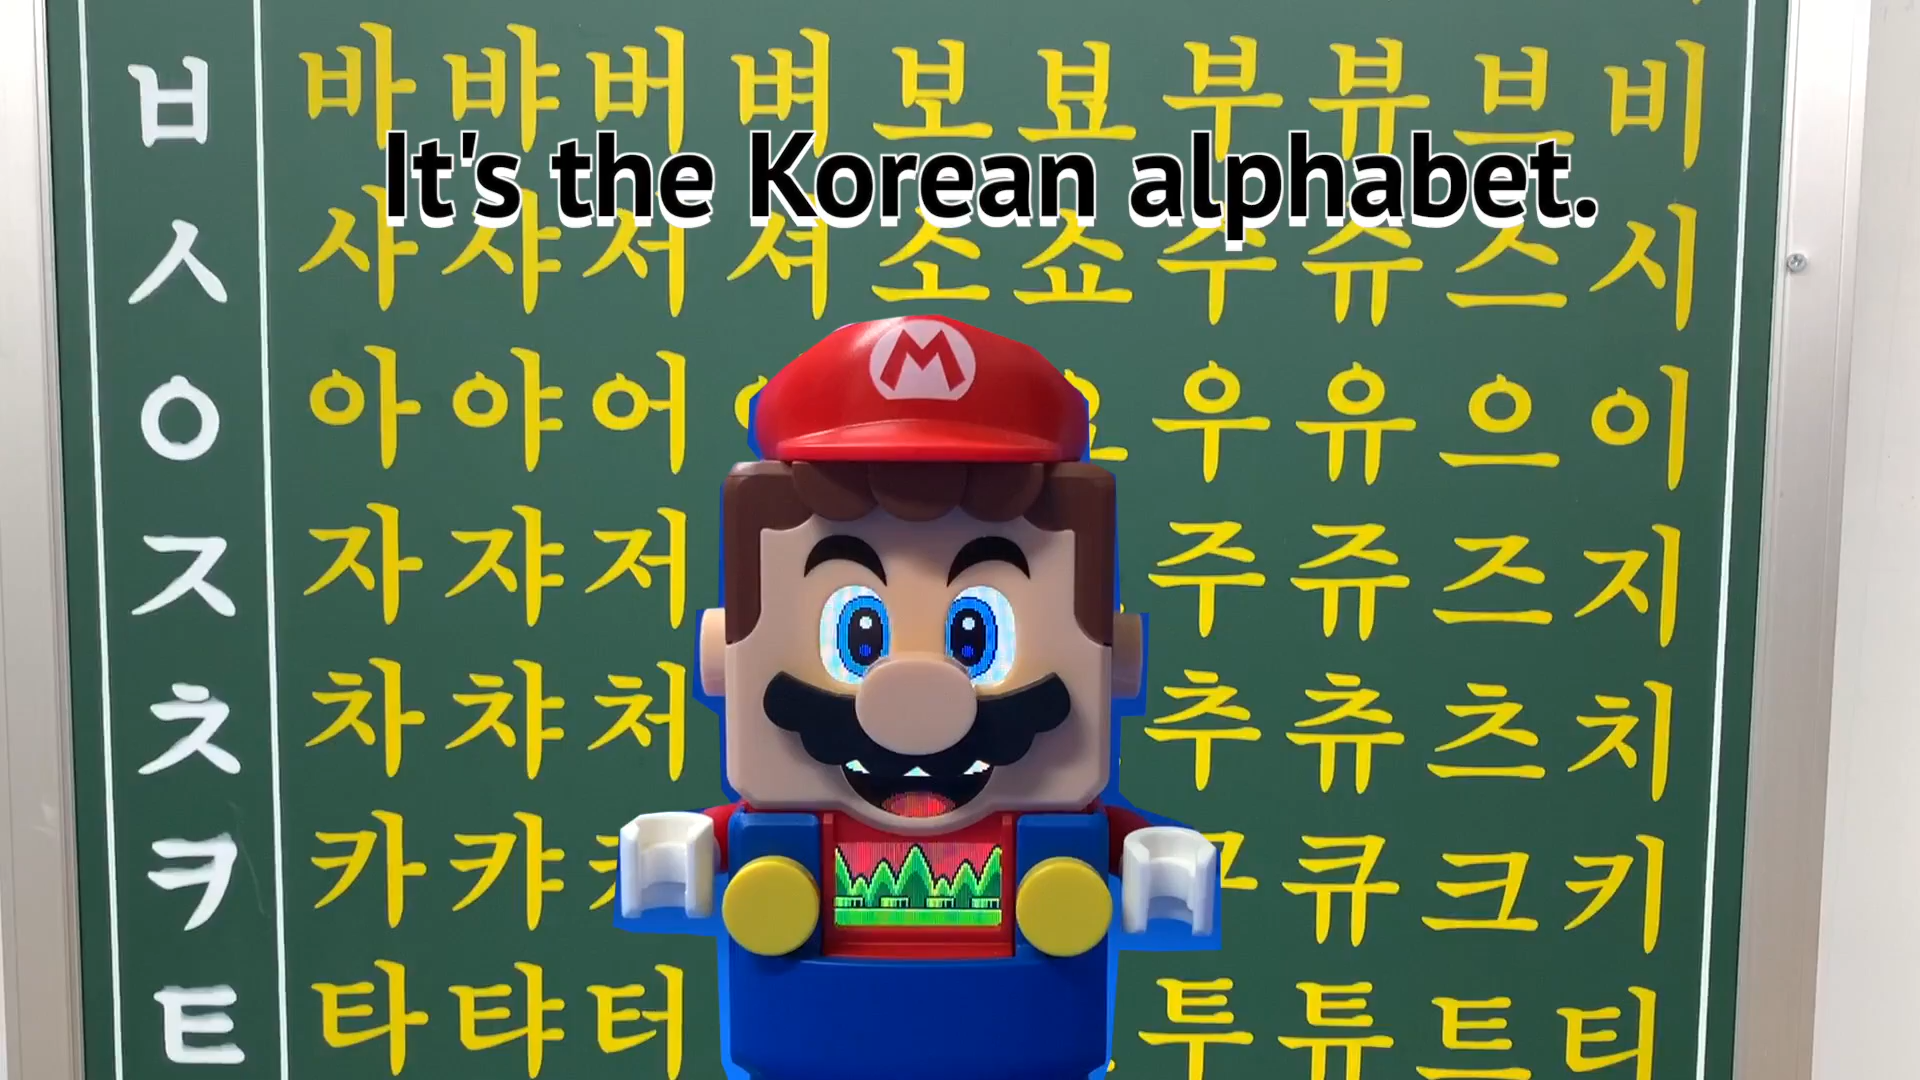 ㅂ 바 뱌 버 벼 보 뵤 부 뷰 브 비
It's the Korean alphabet.
ㅅ 사 샤 서 셔 소 쇼 수 슈 스 시
M
ㅇ 아 야 어 우 유 으 이
ㅈ 자 쟈 저 주 쥬 즈 지
ㅊ 차 챠 처 추 츄 츠 치
ㅋ 카 캬 큐 크 키
ㅌ 타 탸 터 투 튜 트 티